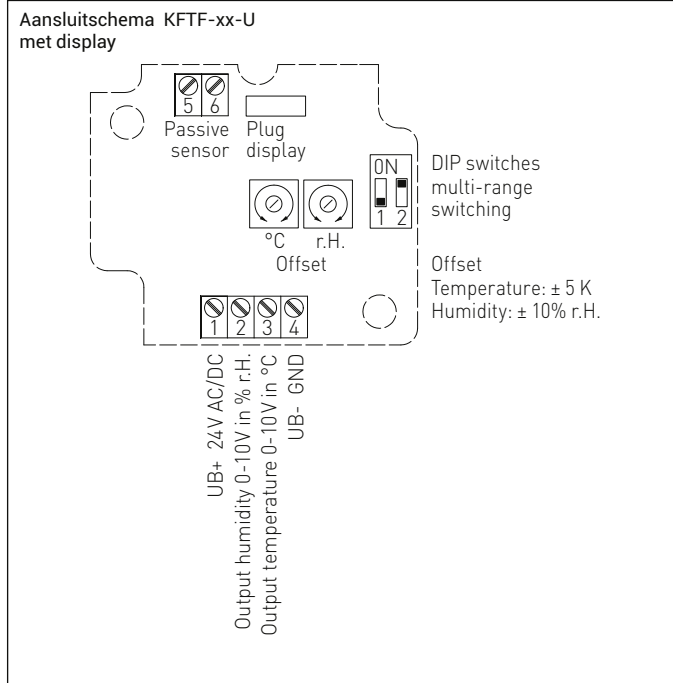 Aansluitschema KFTF-xx-U
met display
5 6
Passive
sensor
Plug
display
ON
1 2
DIP switches
multi-range
switching
°C r.H.
Offset
Offset
Temperature: ± 5 K
Humidity: ± 10% r.H.
1 2 3 4
UB+ 24V AC/DC
Output humidity 0-10V in % r.H.
Output temperature 0-10V in °C
UB- GND